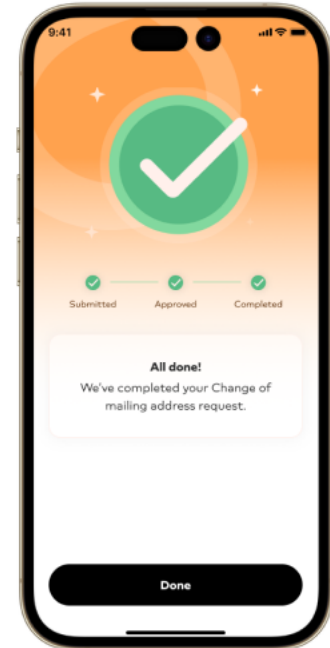 9:41
Submitted Approved Completed
All done!
We've completed your Change of
mailing address request.
Done